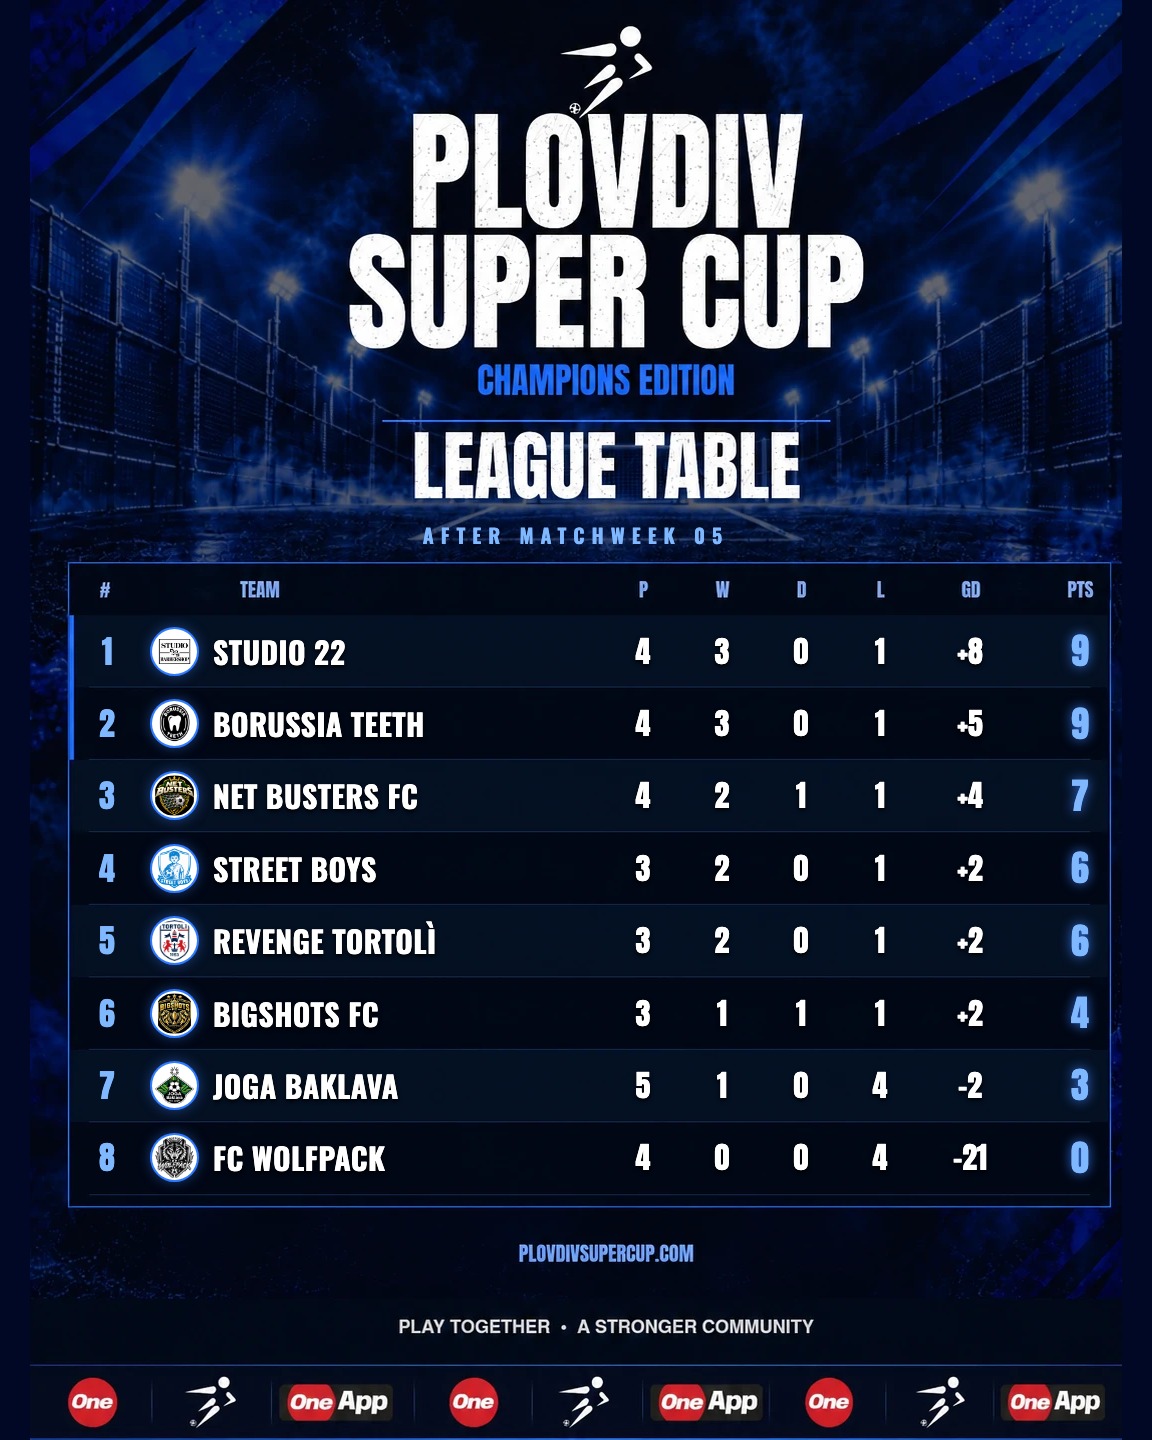 PLOVDIV
SUPER CUP
CHAMPIONS EDITION
LEAGUE TABLE
AFTER MATCHWEEK 05
# TEAM P W D L GD PTS
1 STUDIO 22 4 3 0 1 +8 9
2 BORUSSIA TEETH 4 3 0 1 +5 9
3 NET BUSTERS FC 4 2 1 1 +4 7
4 STREET BOYS 3 2 0 1 +2 6
5 REVENGE TORTOLÌ 3 2 0 1 +2 6
6 BIGSHOTS FC 3 1 1 1 +2 4
7 JOGA BAKLAVA 5 1 0 4 -2 3
8 FC WOLFPACK 4 0 0 4 -21 0
PLOVDIVSUPERCUP.COM
PLAY TOGETHER • A STRONGER COMMUNITY
One One App One One App One One App